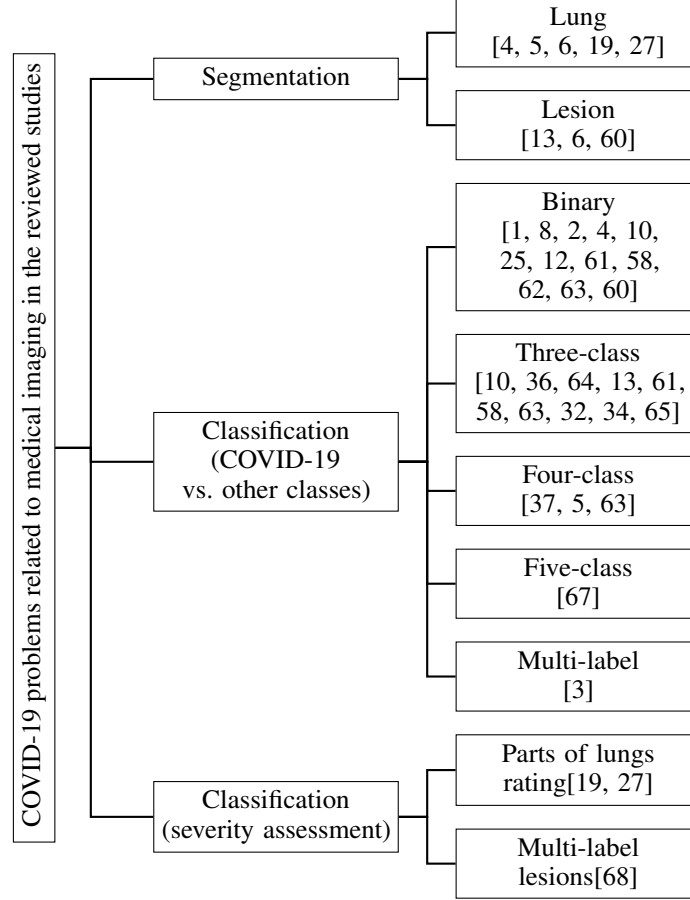 COVID-19 problems related to medical imaging in the reviewed studies
Segmentation
Lung
[4, 5, 6, 19, 27]
Lesion
[13, 6, 60]
Classification
(COVID-19
vs. other classes)
Binary
[1, 8, 2, 4, 10,
25, 12, 61, 58,
62, 63, 60]
Three-class
[10, 36, 64, 13, 61,
58, 63, 32, 34, 65]
Four-class
[37, 5, 63]
Five-class
[67]
Multi-label
[3]
Classification
(severity assessment)
Parts of lungs
rating[19, 27]
Multi-label
lesions[68]